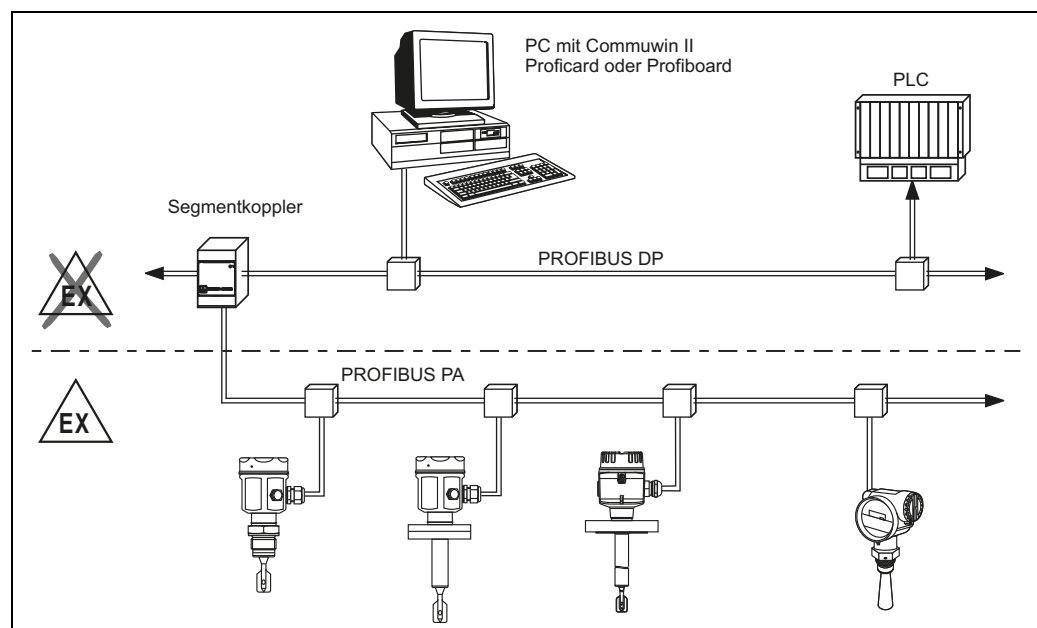 PC mit Commuwin II
Proficard oder Profiboard
PLC
Segmentkoppler
PROFIBUS DP
EX
PROFIBUS PA
EX